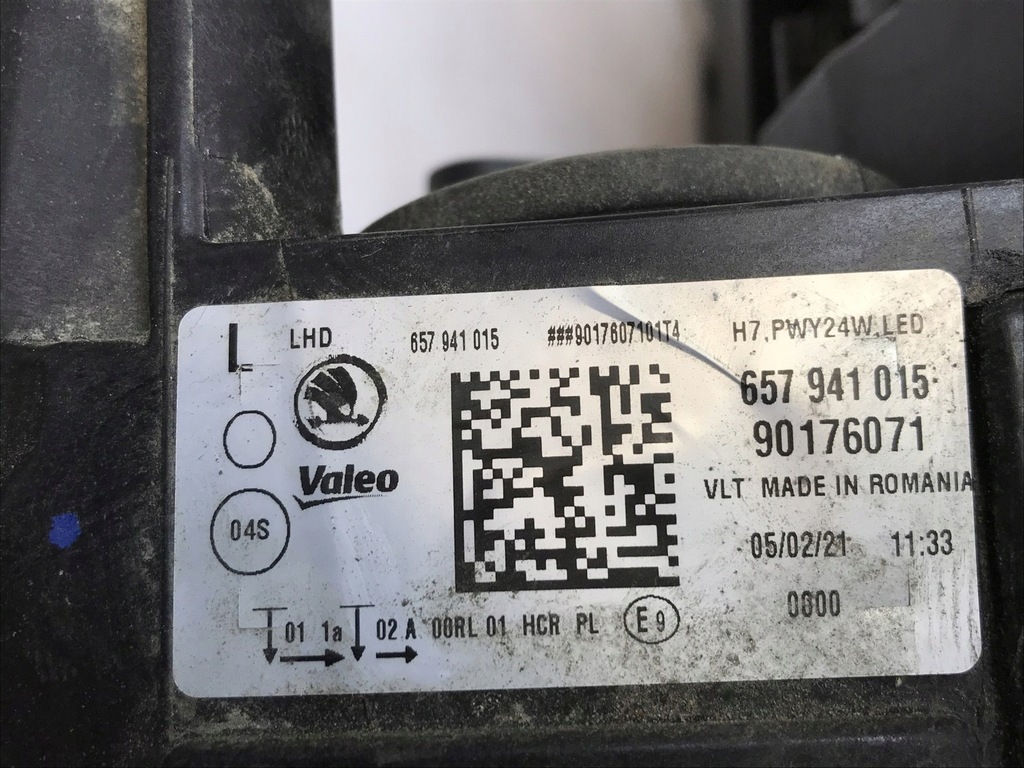 L LHD 657 941 015 ###9017607101T4 H7,PWY24W,LED
657 941 015
90176071
Valeo
VLT MADE IN ROMANIA
04S
05/02/21 11:33
0000
01 1a 02 A 00RL 01 HCR PL E9